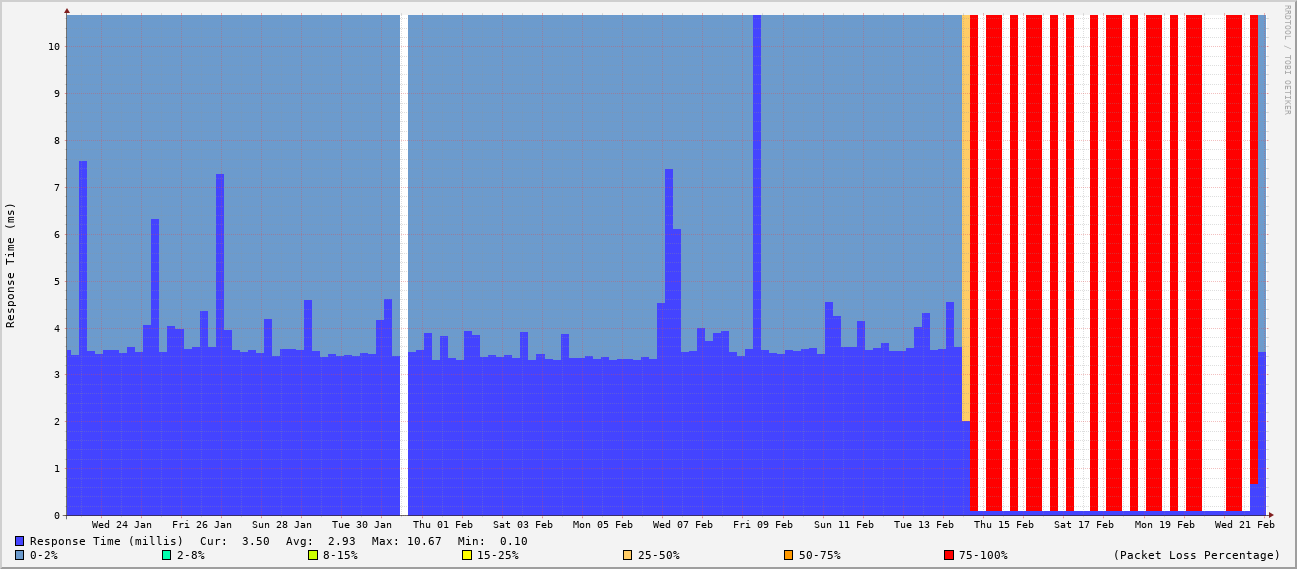 RRDTOOL / TOBI OETIKER
Response Time (ms)
10
9
8
7
6
5
4
3
2
1
0
Wed 24 Jan Fri 26 Jan Sun 28 Jan Tue 30 Jan Thu 01 Feb Sat 03 Feb Mon 05 Feb Wed 07 Feb Fri 09 Feb Sun 11 Feb Tue 13 Feb Thu 15 Feb Sat 17 Feb Mon 19 Feb Wed 21 Feb
Response Time (millis) Cur: 3.50 Avg: 2.93 Max: 10.67 Min: 0.10
0-2% 2-8% 8-15% 15-25% 25-50% 50-75% 75-100% (Packet Loss Percentage)